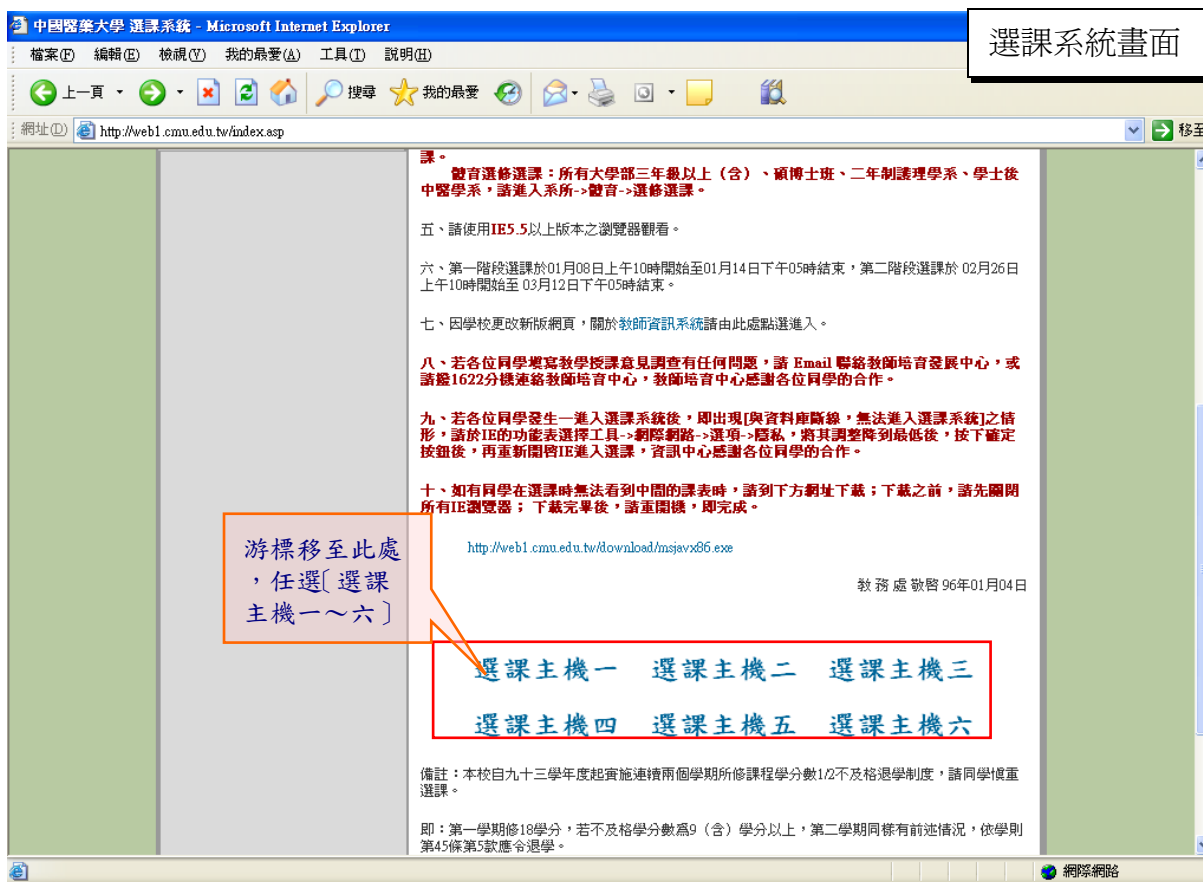 中國醫藥大學 選課系統 - Microsoft Internet Explorer
選課系統畫面
檔案(F) 編輯(E) 檢視(V) 我的最愛(A) 工具(T) 說明(H)
上一頁 搜尋 我的最愛
網址(D) http://web1.cmu.edu.tw/index.asp 移至
課。
體育選修選課：所有大學部三年級以上（含）、碩博士班、二年制護理學系、學士後
中醫學系，請進入系所->體育->選修選課。
五、請使用IE5.5以上版本之瀏覽器觀看。
六、第一階段選課於01月08日上午10時開始至01月14日下午05時結束，第二階段選課於 02月26日
上午10時開始至 03月12日下午05時結束。
七、因學校更改新版網頁，關於教師資訊系統請由此處點選進入。
八、若各位同學填寫教學授課意見調查有任何問題，請 Email 聯絡教師培育發展中心，或
請撥1622分機連絡教師培育中心，教師培育中心感謝各位同學的合作。
九、若各位同學發生一進入選課系統後，即出現[與資料庫斷線，無法進入選課系統]之情
形，請於IE的功能表選擇工具->網際網路->選項->隱私，將其調整降到最低後，按下確定
按鈕後，再重新開啓IE進入選課，資訊中心感謝各位同學的合作。
十、如有同學在選課時無法看到中間的課表時，請到下方網址下載；下載之前，請先關閉
所有IE瀏覽器； 下載完畢後，請重開機，即完成。
http://web1.cmu.edu.tw/download/msjavx86.exe
教 務 處 敬啓 96年01月04日
游標移至此處
，任選〔選課
主機一～六〕
選課主機一 選課主機二 選課主機三
選課主機四 選課主機五 選課主機六
備註：本校自九十三學年度起實施連續兩個學期所修課程學分數1/2不及格退學制度，請同學慎重
選課。
即：第一學期修18學分，若不及格學分數爲9（含）學分以上，第二學期同樣有前述情況，依學則
第45條第5款應令退學。
網際網路